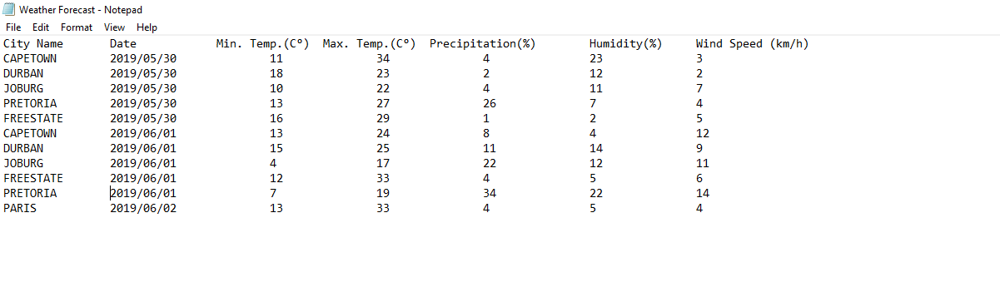 Weather Forecast - Notepad
File Edit Format View Help
City Name Date Min. Temp.(C°) Max. Temp.(C°) Precipitation(%) Humidity(%) Wind Speed (km/h)
CAPETOWN 2019/05/30 11 34 4 23 3
DURBAN 2019/05/30 18 23 2 12 2
JOBURG 2019/05/30 10 22 4 11 7
PRETORIA 2019/05/30 13 27 26 7 4
FREESTATE 2019/05/30 16 29 1 2 5
CAPETOWN 2019/06/01 13 24 8 4 12
DURBAN 2019/06/01 15 25 11 14 9
JOBURG 2019/06/01 4 17 22 12 11
FREESTATE 2019/06/01 12 33 4 5 6
PRETORIA 2019/06/01 7 19 34 22 14
PARIS 2019/06/02 13 33 4 5 4